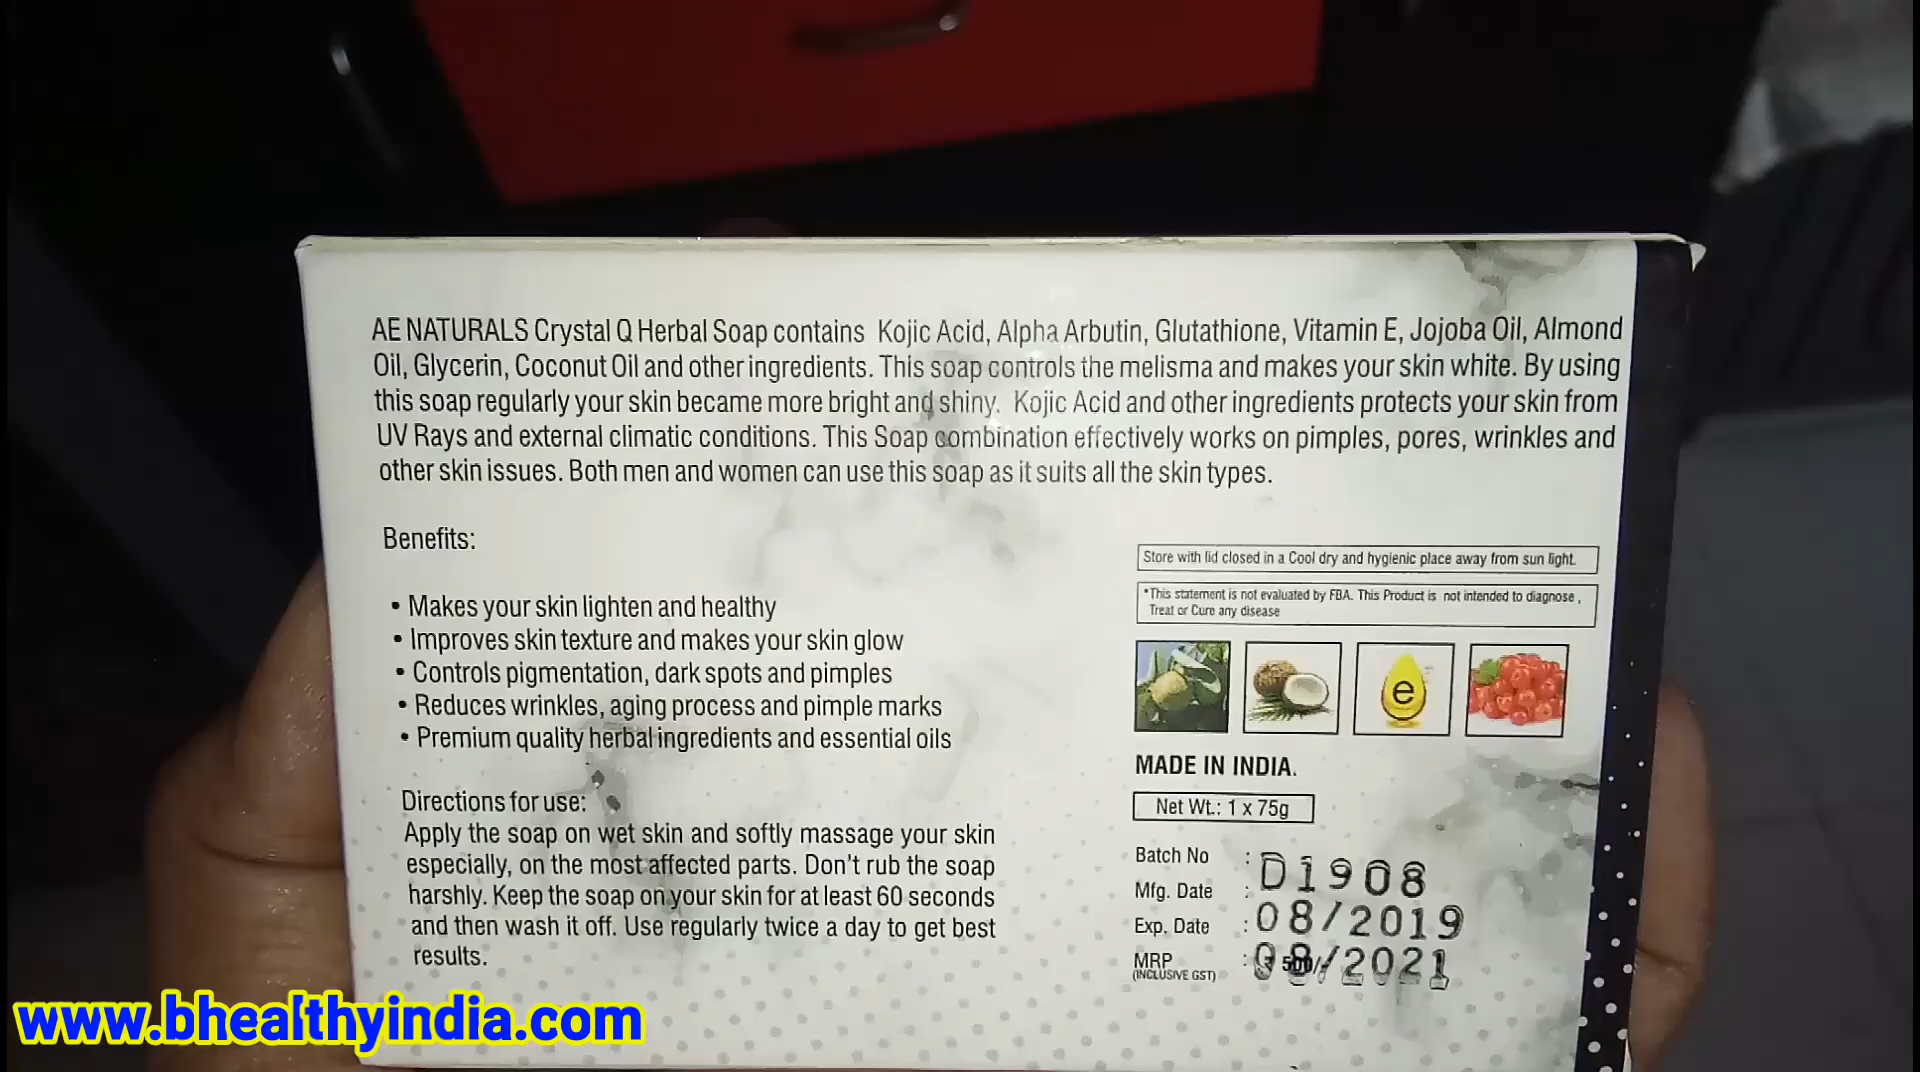 AE NATURALS Crystal Q Herbal Soap contains Kojic Acid, Alpha Arbutin, Glutathione, Vitamin E, Jojoba Oil, Almond
Oil, Glycerin, Coconut Oil and other ingredients. This soap controls the melisma and makes your skin white. By using
this soap regularly your skin became more bright and shiny. Kojic Acid and other ingredients protects your skin from
UV Rays and external climatic conditions. This Soap combination effectively works on pimples, pores, wrinkles and
other skin issues. Both men and women can use this soap as it suits all the skin types.
Benefits:
• Makes your skin lighten and healthy
• Improves skin texture and makes your skin glow
• Controls pigmentation, dark spots and pimples
• Reduces wrinkles, aging process and pimple marks
• Premium quality herbal ingredients and essential oils
Directions for use:
Apply the soap on wet skin and softly massage your skin
especially, on the most affected parts. Don't rub the soap
harshly. Keep the soap on your skin for at least 60 seconds
and then wash it off. Use regularly twice a day to get best
results.
Store with lid closed in a Cool dry and hygienic place away from sun light.
*This statement is not evaluated by FBA. This Product is not intended to diagnose,
Treat or Cure any disease
e
MADE IN INDIA.
Net Wt.: 1 x 75g
Batch No : D1908
Mfg. Date : 08/2019
Exp. Date : 08/2021
MRP : ₹ 500/-
(INCLUSIVE GST)
www.bhealthyindia.com